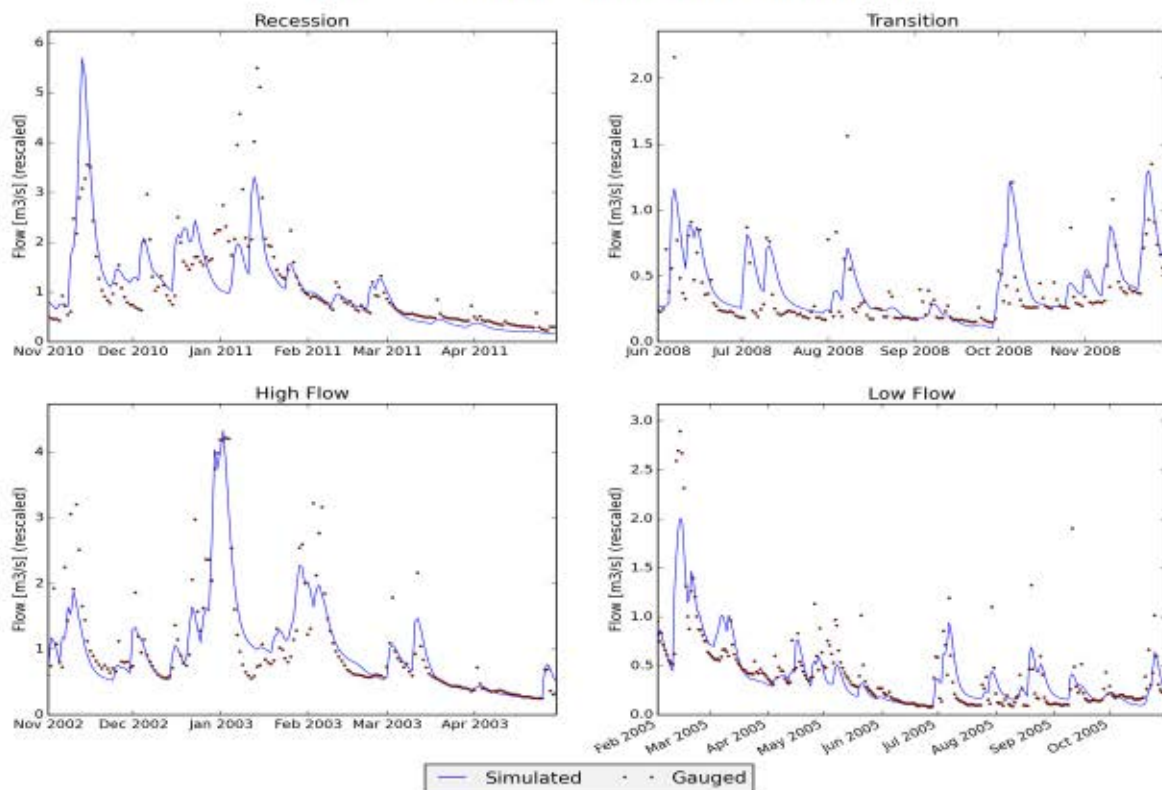 Recession
Flow [m3/s] (rescaled)
6
5
4
3
2
1
0
Nov 2010 Dec 2010 Jan 2011 Feb 2011 Mar 2011 Apr 2011
Transition
Flow [m3/s] (rescaled)
2.0
1.5
1.0
0.5
0.0
Jun 2008 Jul 2008 Aug 2008 Sep 2008 Oct 2008 Nov 2008
High Flow
Flow [m3/s] (rescaled)
4
3
2
1
0
Nov 2002 Dec 2002 Jan 2003 Feb 2003 Mar 2003 Apr 2003
Low Flow
Flow [m3/s] (rescaled)
3.0
2.5
2.0
1.5
1.0
0.5
0.0
Feb 2005 Mar 2005 Apr 2005 May 2005 Jun 2005 Jul 2005 Aug 2005 Sep 2005 Oct 2005
Simulated Gauged